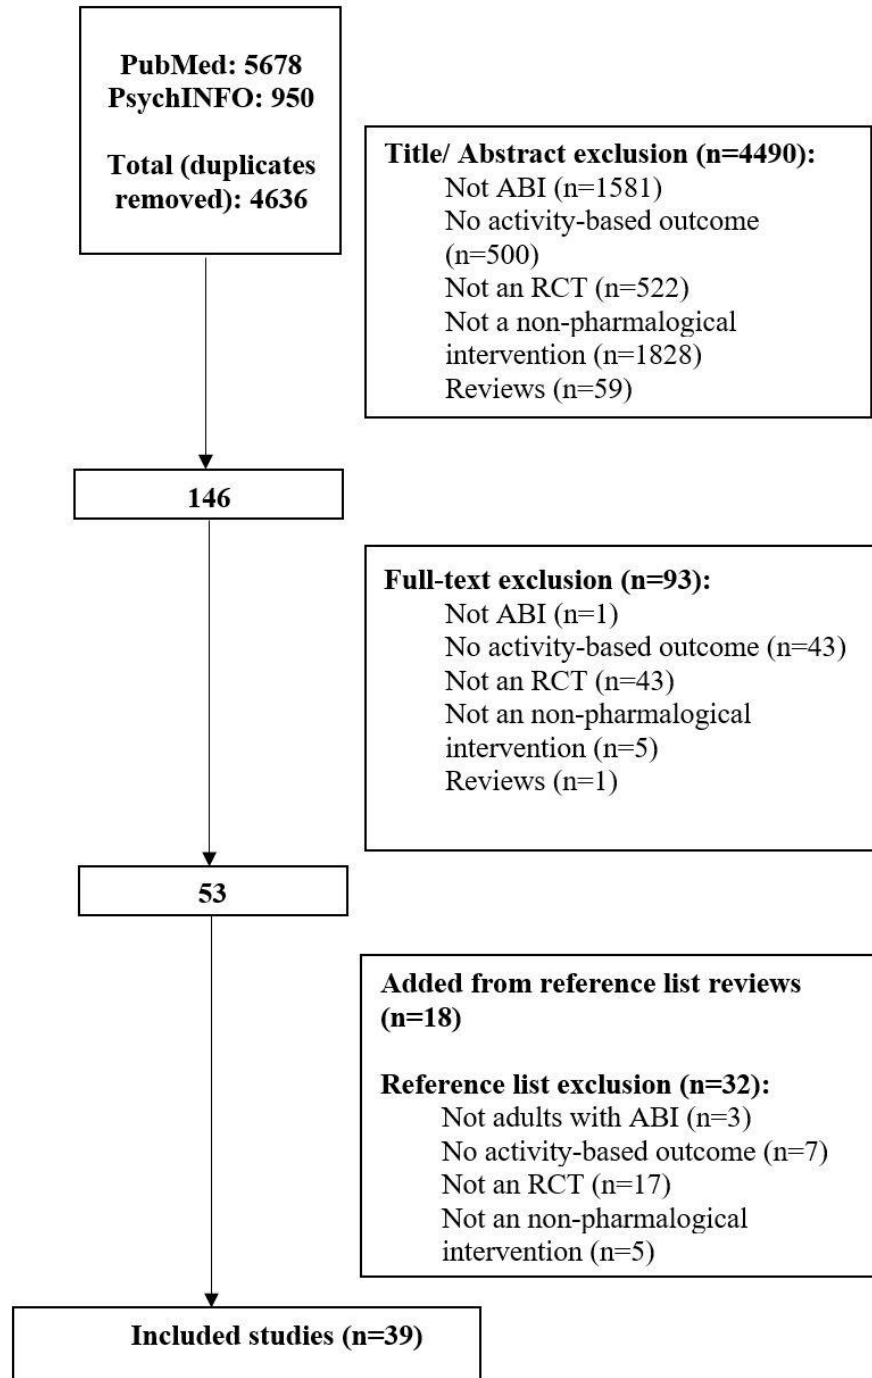 PubMed: 5678
PsychINFO: 950
Total (duplicates
removed): 4636
Title/ Abstract exclusion (n=4490):
Not ABI (n=1581)
No activity-based outcome
(n=500)
Not an RCT (n=522)
Not a non-pharmalogical
intervention (n=1828)
Reviews (n=59)
146
Full-text exclusion (n=93):
Not ABI (n=1)
No activity-based outcome (n=43)
Not an RCT (n=43)
Not an non-pharmalogical
intervention (n=5)
Reviews (n=1)
53
Added from reference list reviews
(n=18)
Reference list exclusion (n=32):
Not adults with ABI (n=3)
No activity-based outcome (n=7)
Not an RCT (n=17)
Not an non-pharmalogical
intervention (n=5)
Included studies (n=39)